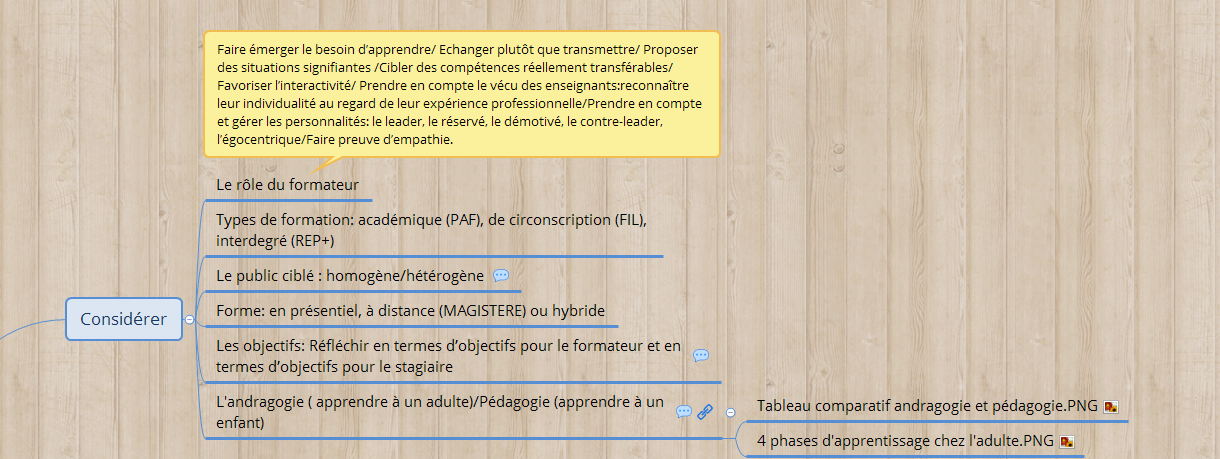 Faire émerger le besoin d’apprendre/ Echanger plutôt que transmettre/ Proposer
des situations signifiantes /Cibler des compétences réellement transférables/
Favoriser l’interactivité/ Prendre en compte le vécu des enseignants:reconnaître
leur individualité au regard de leur expérience professionnelle/Prendre en compte
et gérer les personnalités: le leader, le réservé, le démotivé, le contre-leader,
l’égocentrique/Faire preuve d’empathie.
Le rôle du formateur
Types de formation: académique (PAF), de circonscription (FIL),
interdegré (REP+)
Le public ciblé : homogène/hétérogène
Considérer
Forme: en présentiel, à distance (MAGISTERE) ou hybride
Les objectifs: Réfléchir en termes d’objectifs pour le formateur et en
termes d’objectifs pour le stagiaire
L'andragogie ( apprendre à un adulte)/Pédagogie (apprendre à un
enfant)
Tableau comparatif andragogie et pédagogie.PNG
4 phases d'apprentissage chez l'adulte.PNG